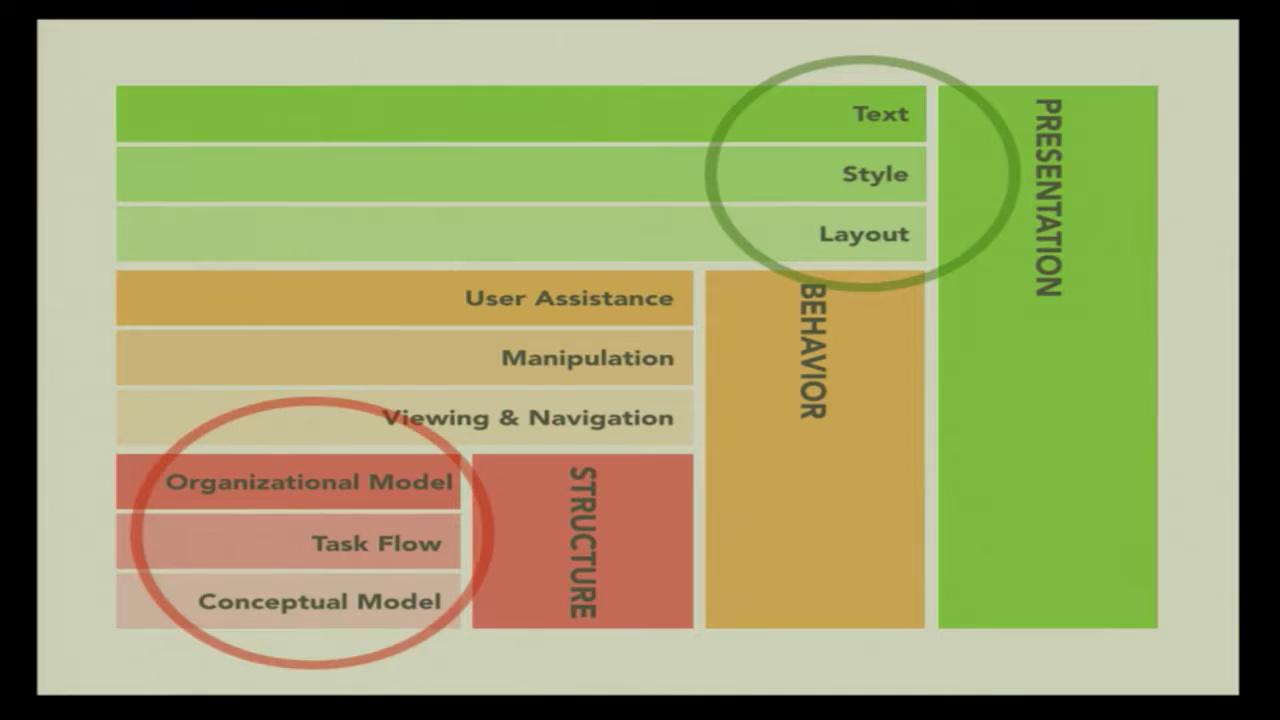 Text
Style
Layout
PRESENTATION
User Assistance
Manipulation
Viewing & Navigation
BEHAVIOR
Organizational Model
Task Flow
Conceptual Model
STRUCTURE